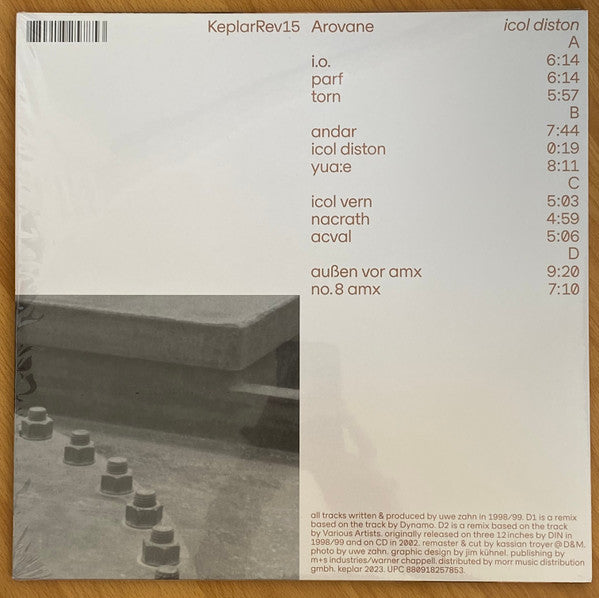 KeplarRev15 Arovane icol diston
A
i.o. 6:14
parf 6:14
torn 5:57
B
andar 7:44
icol diston 0:19
yua:e 8:11
C
icol vern 5:03
nacrath 4:59
acval 5:06
D
außen vor amx 9:20
no.8 amx 7:10
all tracks written & produced by uwe zahn in 1998/99. D1 is a remix
based on the track by Dynamo. D2 is a remix based on the track
by Various Artists. originally released on three 12 inches by DIN in
1998/99 and on CD in 2002. remaster & cut by kassian troyer @ D&M.
photo by uwe zahn. graphic design by jim kühnel. publishing by
m+s industries/warner chappell. distributed by morr music distribution
gmbh. keplar 2023. UPC 880918257853.